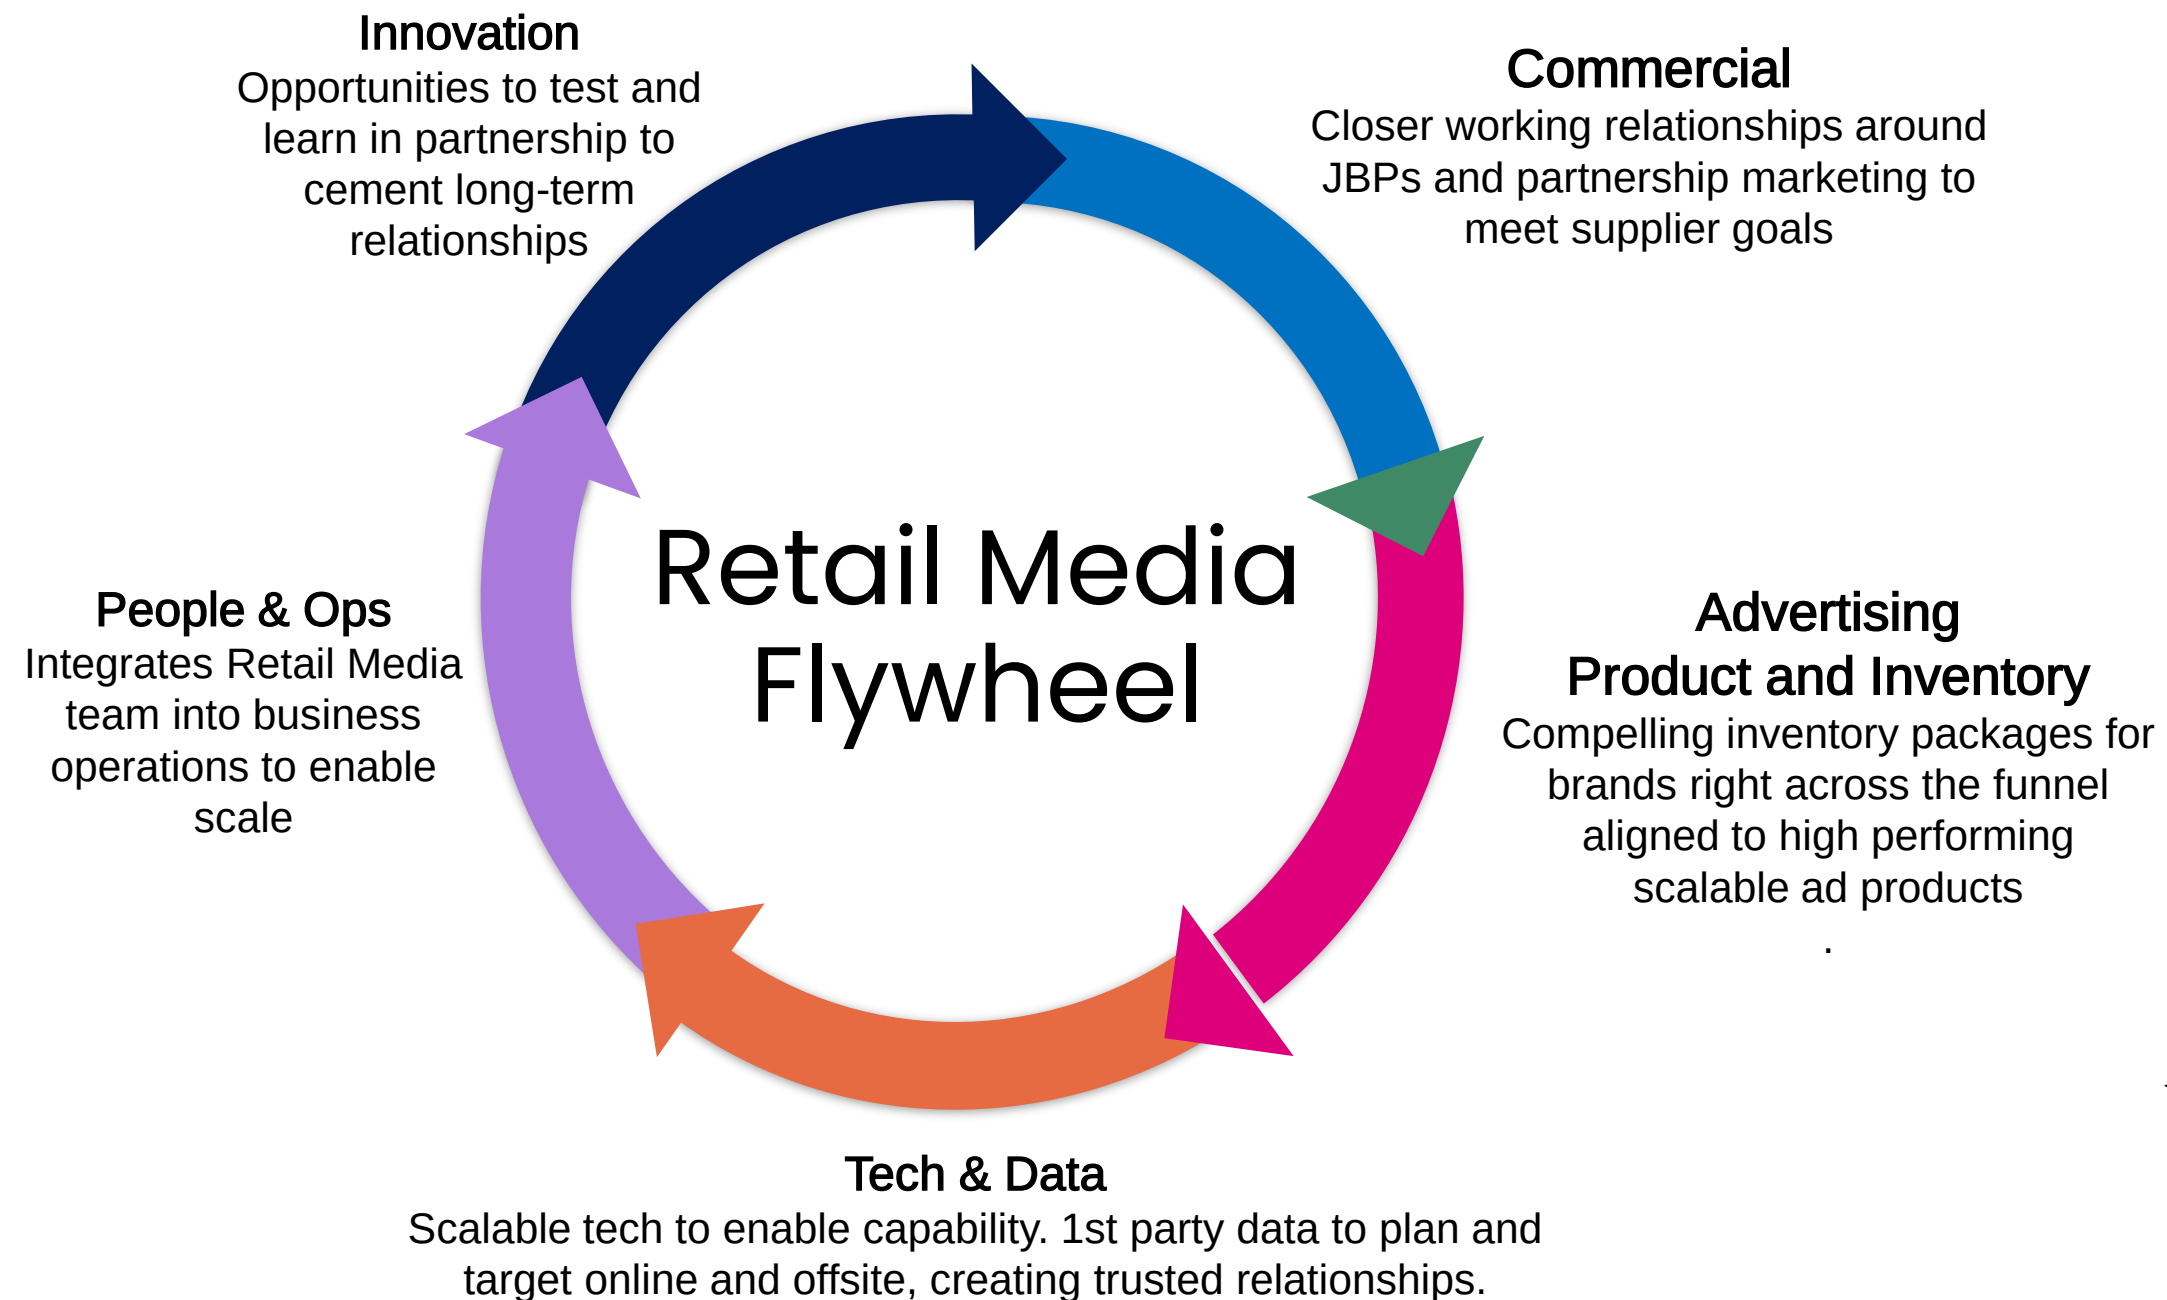 Innovation
Opportunities to test and
learn in partnership to
cement long-term
relationships
Commercial
Closer working relationships around
JBPs and partnership marketing to
meet supplier goals
Retail Media
Flywheel
People & Ops
Integrates Retail Media
team into business
operations to enable
scale
Advertising
Product and Inventory
Compelling inventory packages for
brands right across the funnel
aligned to high performing
scalable ad products
.
Tech & Data
Scalable tech to enable capability. 1st party data to plan and
target online and offsite, creating trusted relationships.